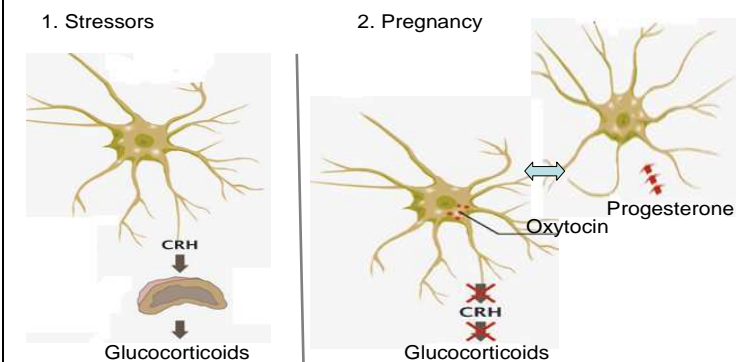 1. Stressors
CRH
Glucocorticoids
2. Pregnancy
Progesterone
Oxytocin
CRH
Glucocorticoids